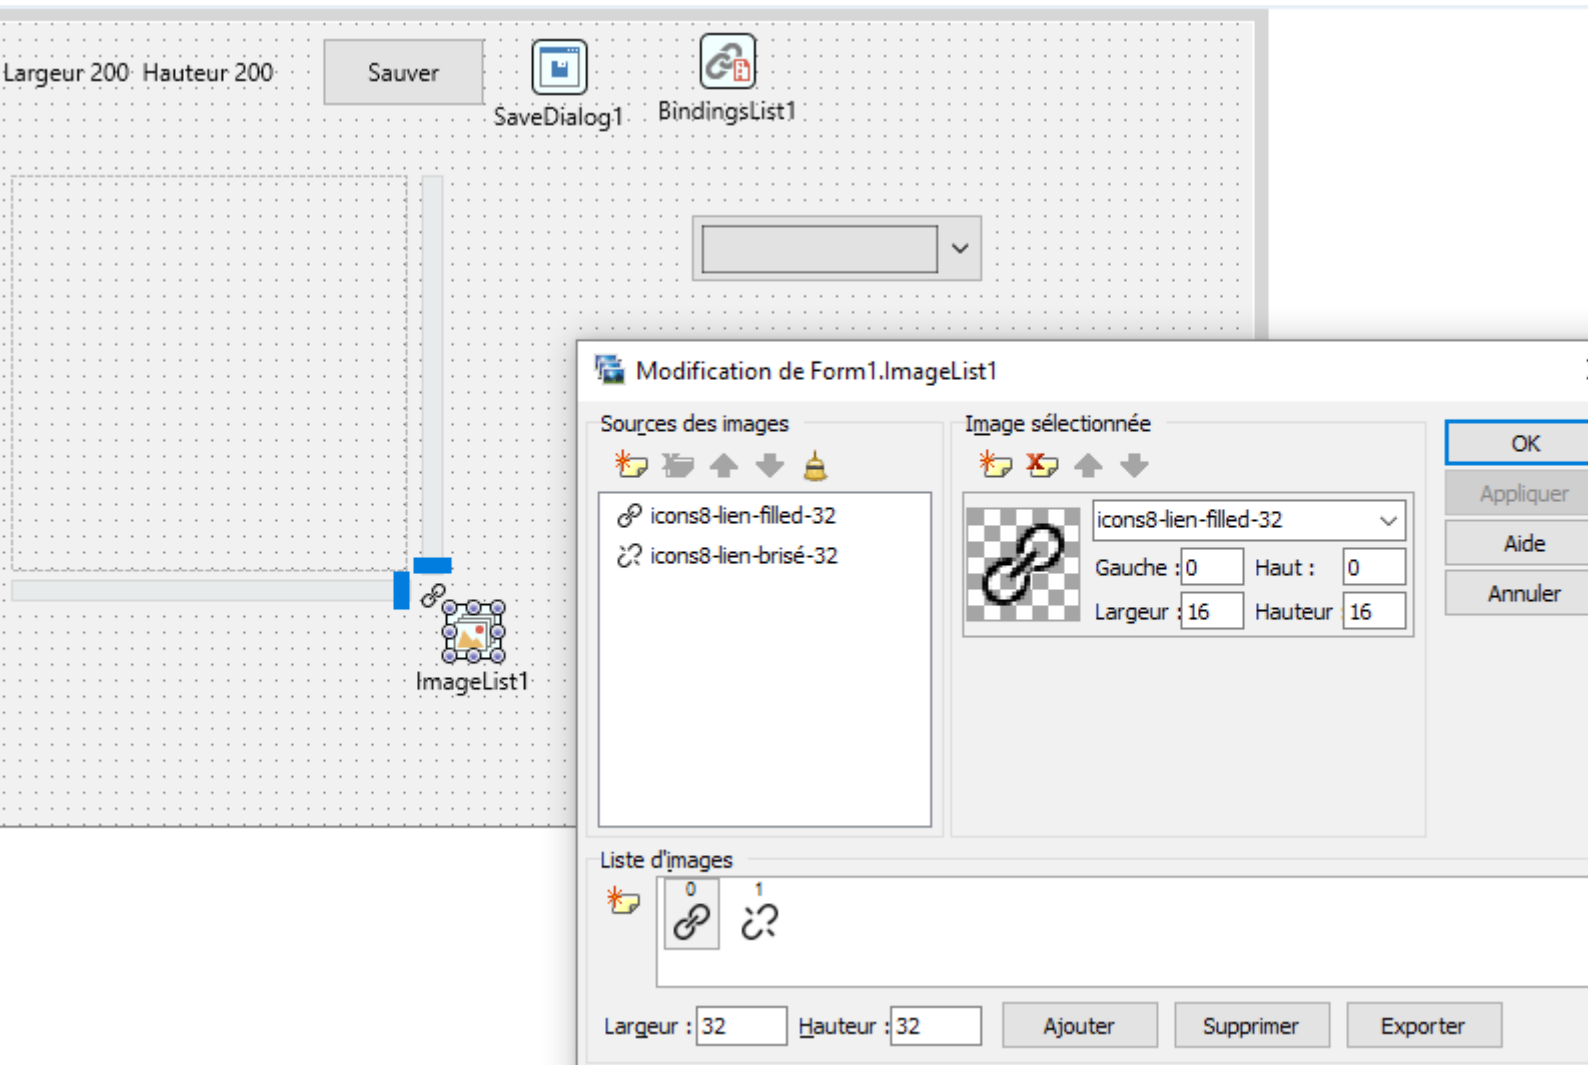 Largeur 200 Hauteur 200
Sauver
SaveDialog1
BindingsList1
ImageList1
Modification de Form1.ImageList1
Sources des images
icons8-lien-filled-32
icons8-lien-brisé-32
Image sélectionnée
icons8-lien-filled-32
Gauche : 0 Haut : 0
Largeur : 16 Hauteur : 16
OK
Appliquer
Aide
Annuler
Liste d'images
0 1
Largeur : 32 Hauteur : 32 Ajouter Supprimer Exporter